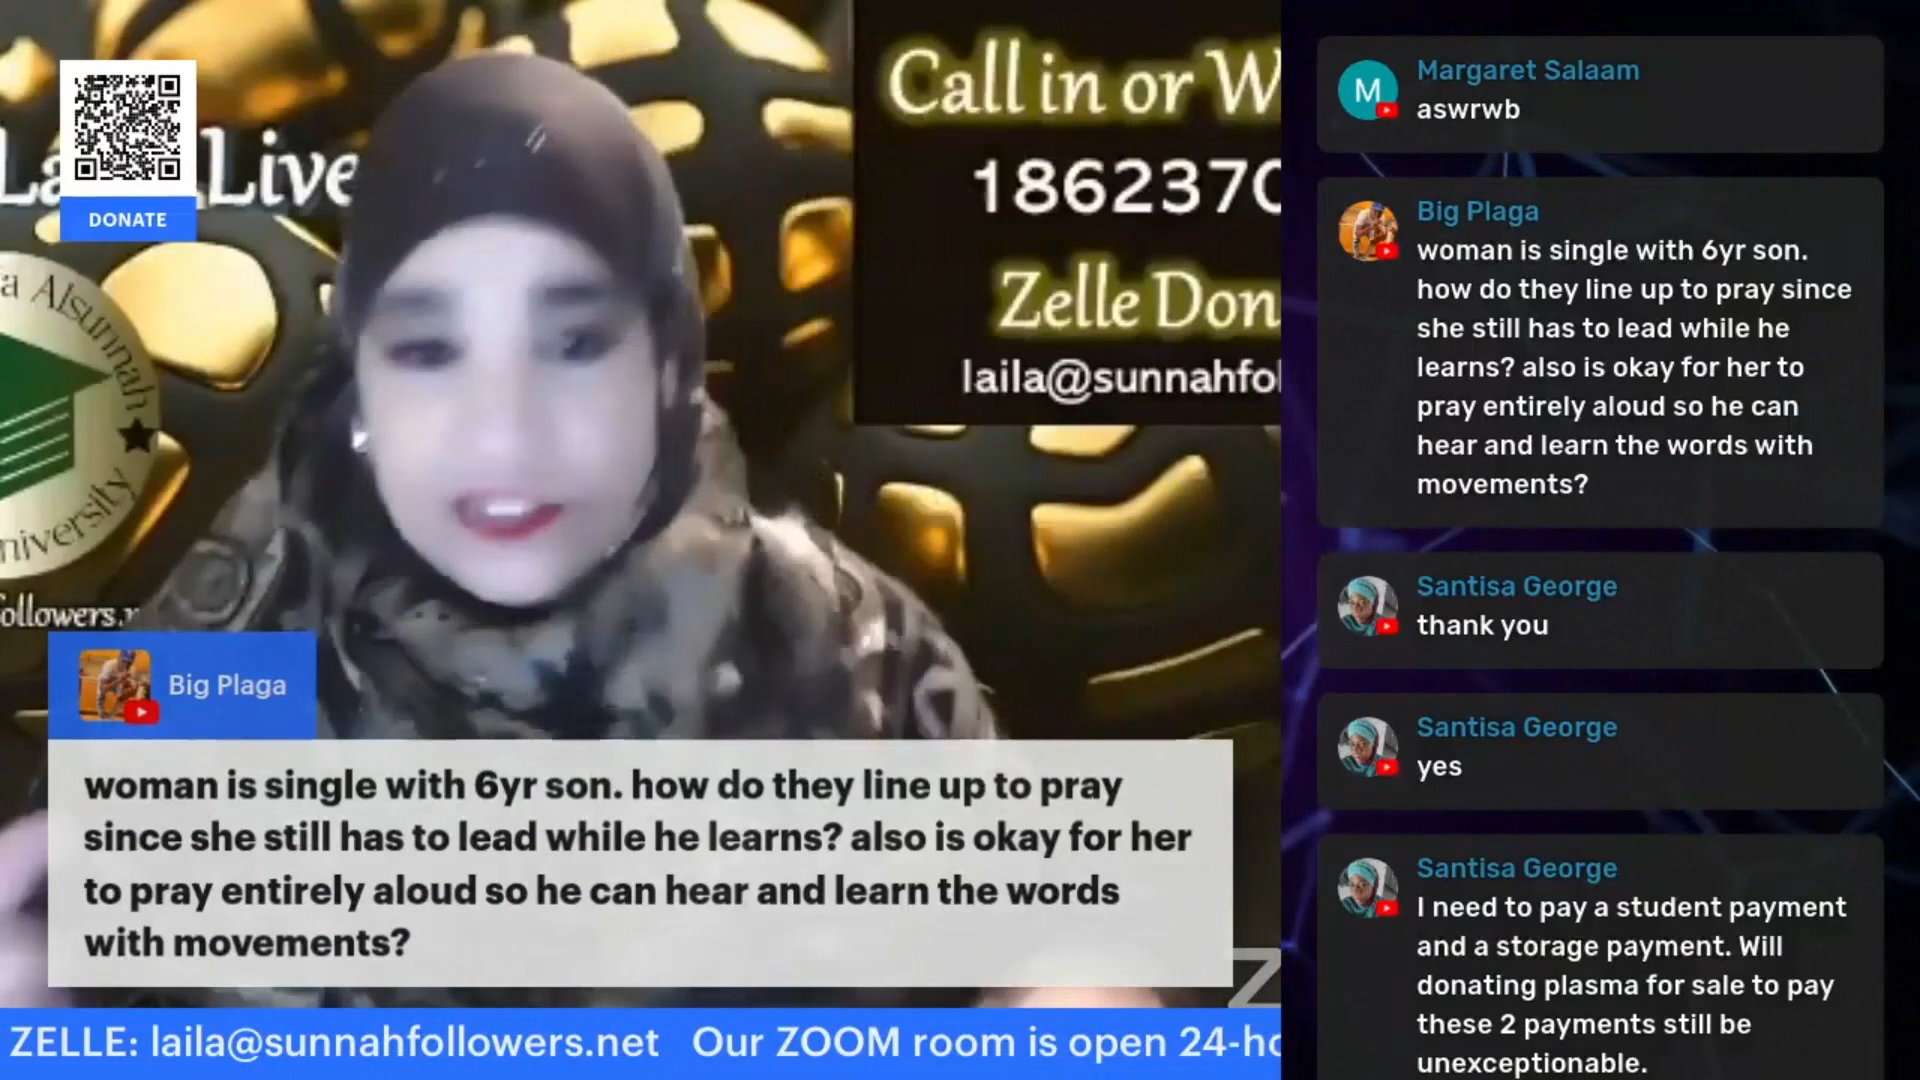 Call in or W
1862370
Zelle Don
laila@sunnahfol
Live
DONATE
a Alsunnah
niversity
followers.n
Big Plaga
woman is single with 6yr son. how do they line up to pray
since she still has to lead while he learns? also is okay for her
to pray entirely aloud so he can hear and learn the words
with movements?
ZELLE: laila@sunnahfollowers.net Our ZOOM room is open 24-ho
M
Margaret Salaam
aswrwb
Big Plaga
woman is single with 6yr son.
how do they line up to pray since
she still has to lead while he
learns? also is okay for her to
pray entirely aloud so he can
hear and learn the words with
movements?
Santisa George
thank you
Santisa George
yes
Santisa George
I need to pay a student payment
and a storage payment. Will
donating plasma for sale to pay
these 2 payments still be
unexceptionable.